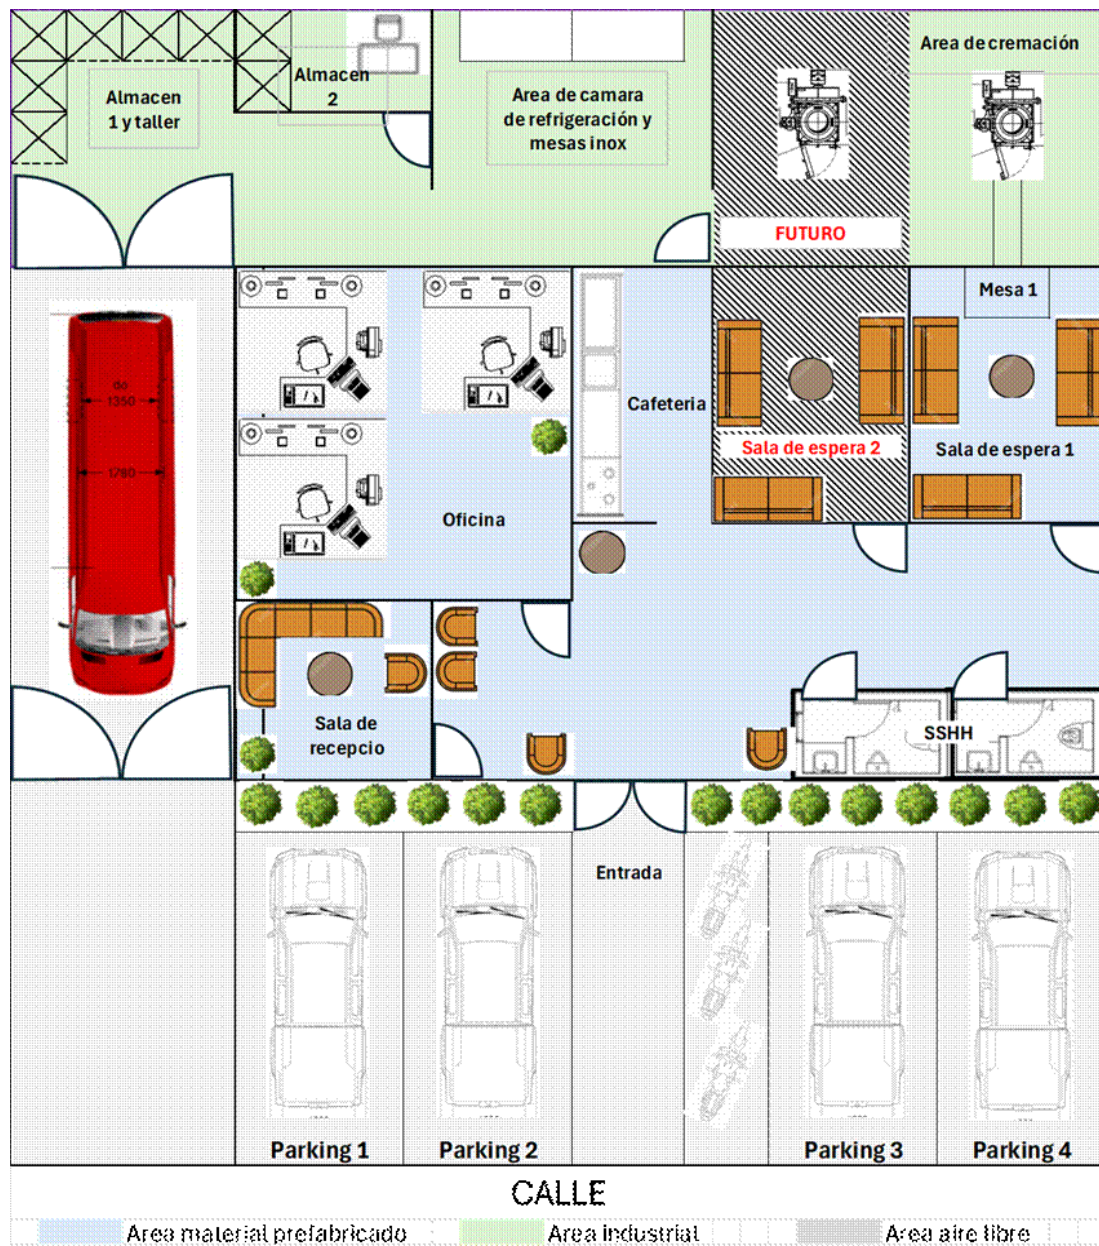 Area de cremación
Almacen
2
Almacen
1 y taller
Area de camara
de refrigeración y
mesas inox
FUTURO
Mesa 1
1350
Cafeteria
Sala de espera 2
Sala de espera 1
1780
Oficina
Sala de
recepcio
SSHH
Entrada
Parking 1
Parking 2
Parking 3
Parking 4
CALLE
Area material prefabricado
Area industrial
Area aire libre